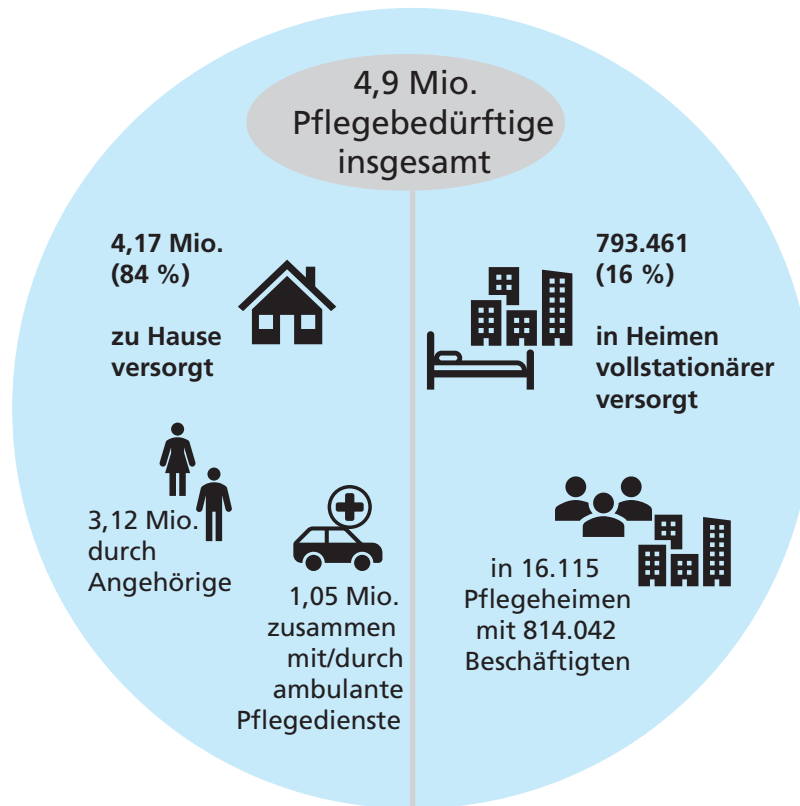 4,9 Mio.
Pflegebedürftige
insgesamt
4,17 Mio.
(84 %)
zu Hause
versorgt
793.461
(16 %)
in Heimen
vollstationärer
versorgt
3,12 Mio.
durch
Angehörige
1,05 Mio.
zusammen
mit/durch
ambulante
Pflegedienste
in 16.115
Pflegeheimen
mit 814.042
Beschäftigten